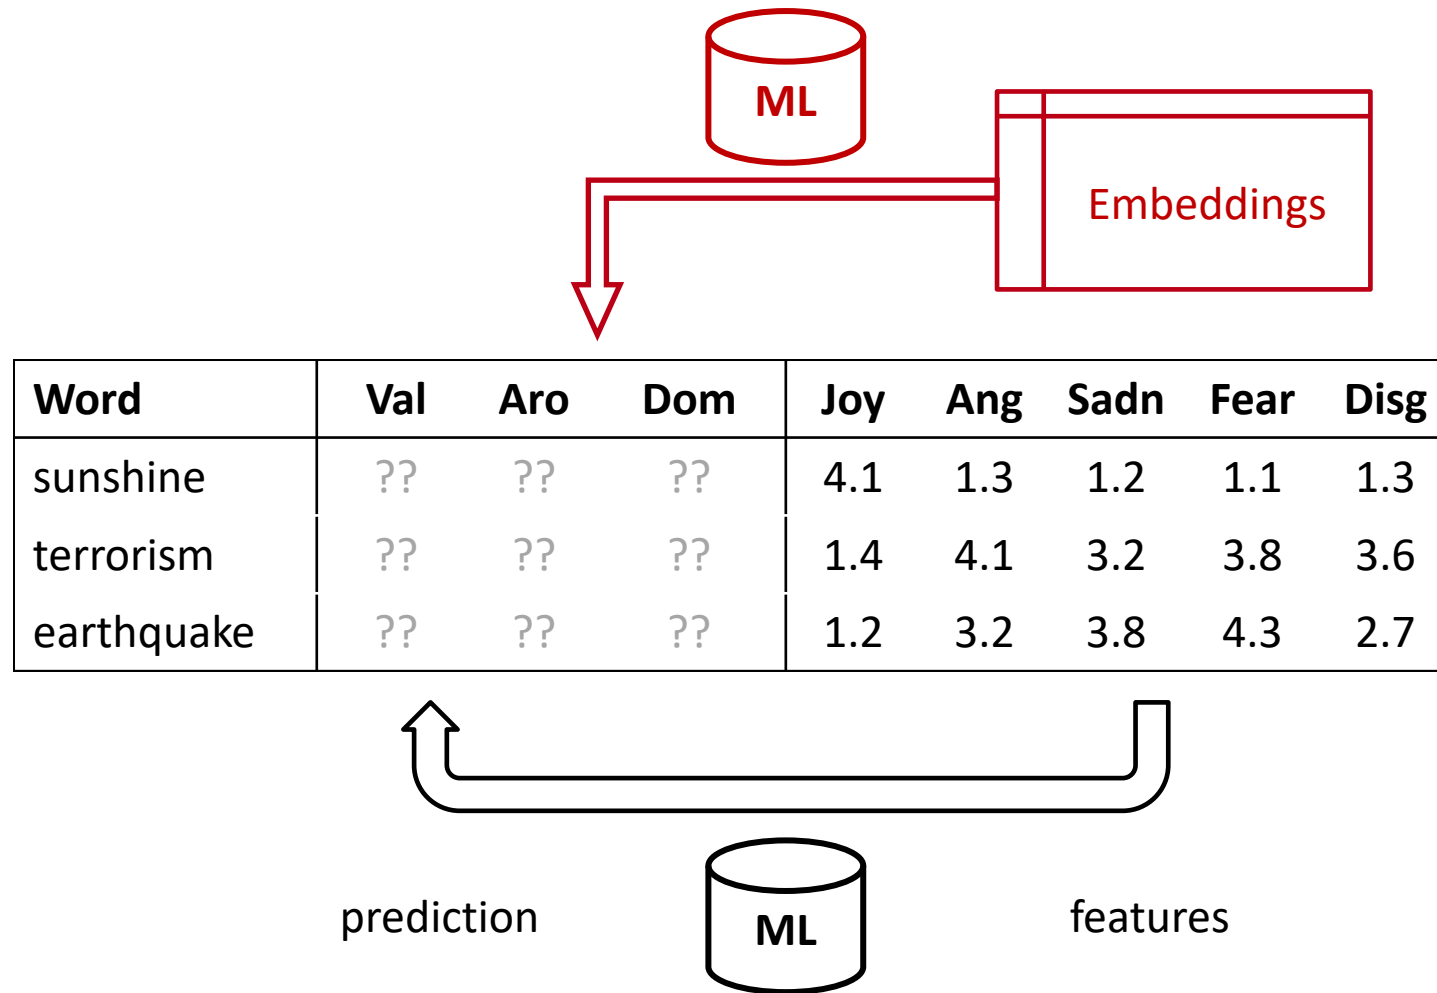 ML
Embeddings
Word Val Aro Dom Joy Ang Sadn Fear Disg
sunshine ?? ?? ?? 4.1 1.3 1.2 1.1 1.3
terrorism ?? ?? ?? 1.4 4.1 3.2 3.8 3.6
earthquake ?? ?? ?? 1.2 3.2 3.8 4.3 2.7
prediction ML features